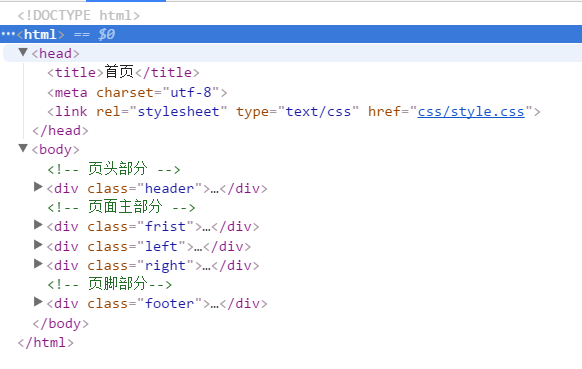 <!DOCTYPE html>
…<html> == $0
▼<head>
<title>首页</title>
<meta charset="utf-8">
<link rel="stylesheet" type="text/css" href="css/style.css">
</head>
▼<body>
<!-- 页头部分 -->
▶<div class="header">…</div>
<!-- 页面主部分 -->
▶<div class="frist">…</div>
▶<div class="left">…</div>
▶<div class="right">…</div>
<!-- 页脚部分-->
▶<div class="footer">…</div>
</body>
</html>